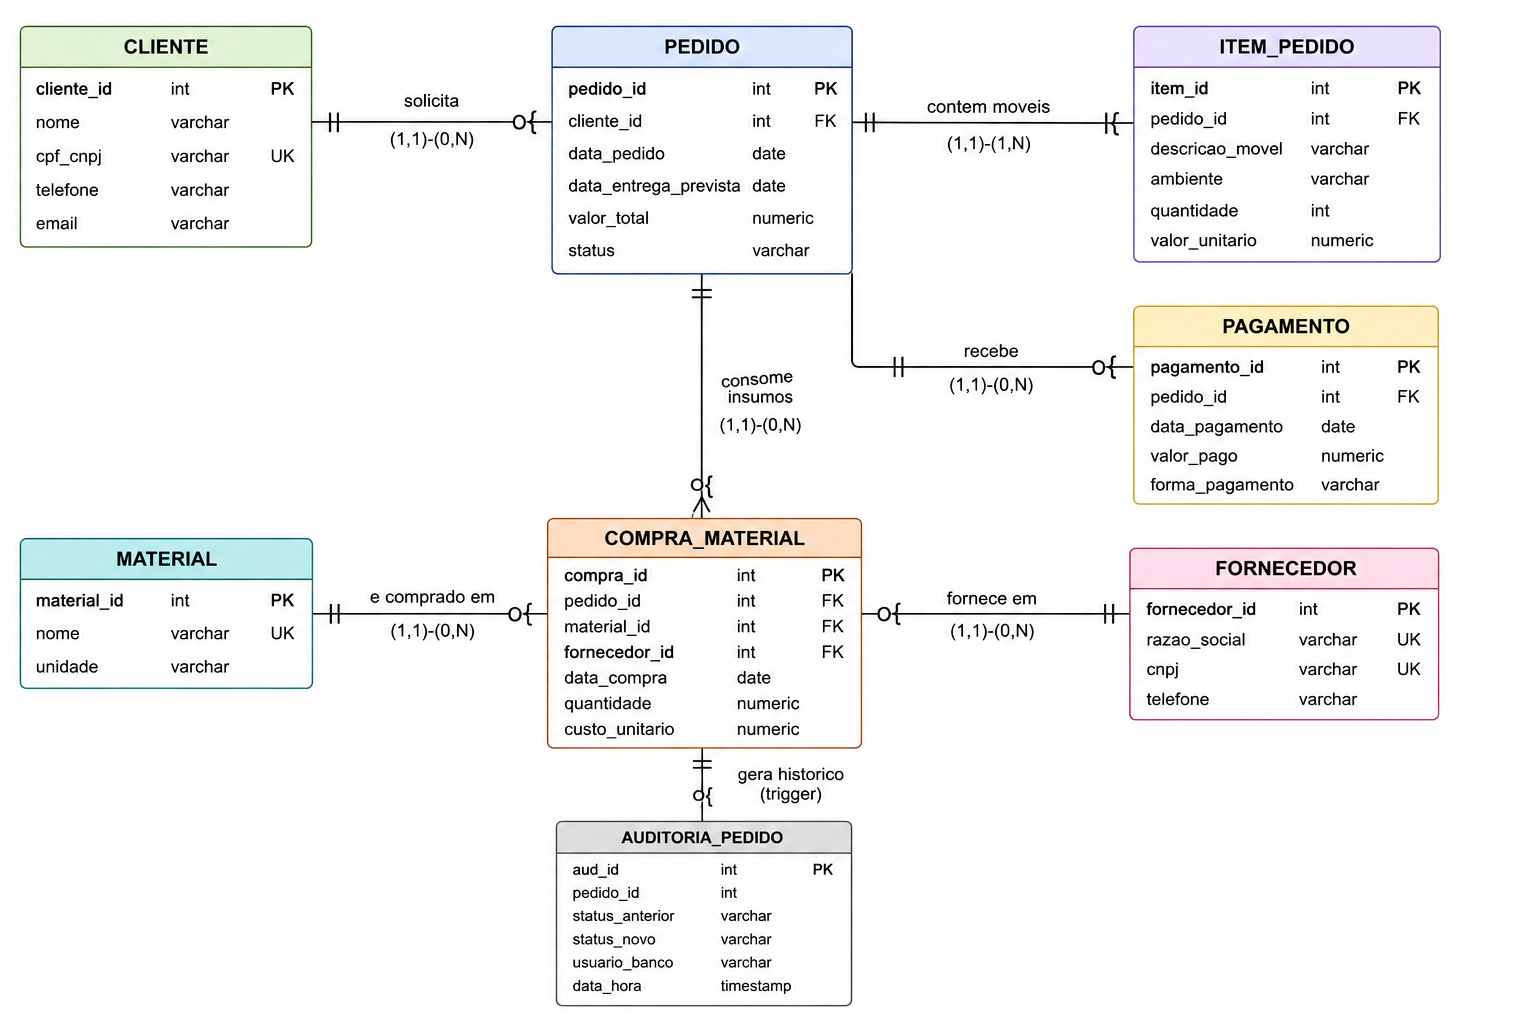 CLIENTE
cliente_id int PK
nome varchar
cpf_cnpj varchar UK
telefone varchar
email varchar
solicita
(1,1)-(0,N)
PEDIDO
pedido_id int PK
cliente_id int FK
data_pedido date
data_entrega_prevista date
valor_total numeric
status varchar
contem moveis
(1,1)-(1,N)
ITEM_PEDIDO
item_id int PK
pedido_id int FK
descricao_movel varchar
ambiente varchar
quantidade int
valor_unitario numeric
recebe
(1,1)-(0,N)
PAGAMENTO
pagamento_id int PK
pedido_id int FK
data_pagamento date
valor_pago numeric
forma_pagamento varchar
consome
insumos
(1,1)-(0,N)
MATERIAL
material_id int PK
nome varchar UK
unidade varchar
e comprado em
(1,1)-(0,N)
COMPRA_MATERIAL
compra_id int PK
pedido_id int FK
material_id int FK
fornecedor_id int FK
data_compra date
quantidade numeric
custo_unitario numeric
fornece em
(1,1)-(0,N)
FORNECEDOR
fornecedor_id int PK
razao_social varchar UK
cnpj varchar UK
telefone varchar
gera historico
(trigger)
AUDITORIA_PEDIDO
aud_id int PK
pedido_id int
status_anterior varchar
status_novo varchar
usuario_banco varchar
data_hora timestamp